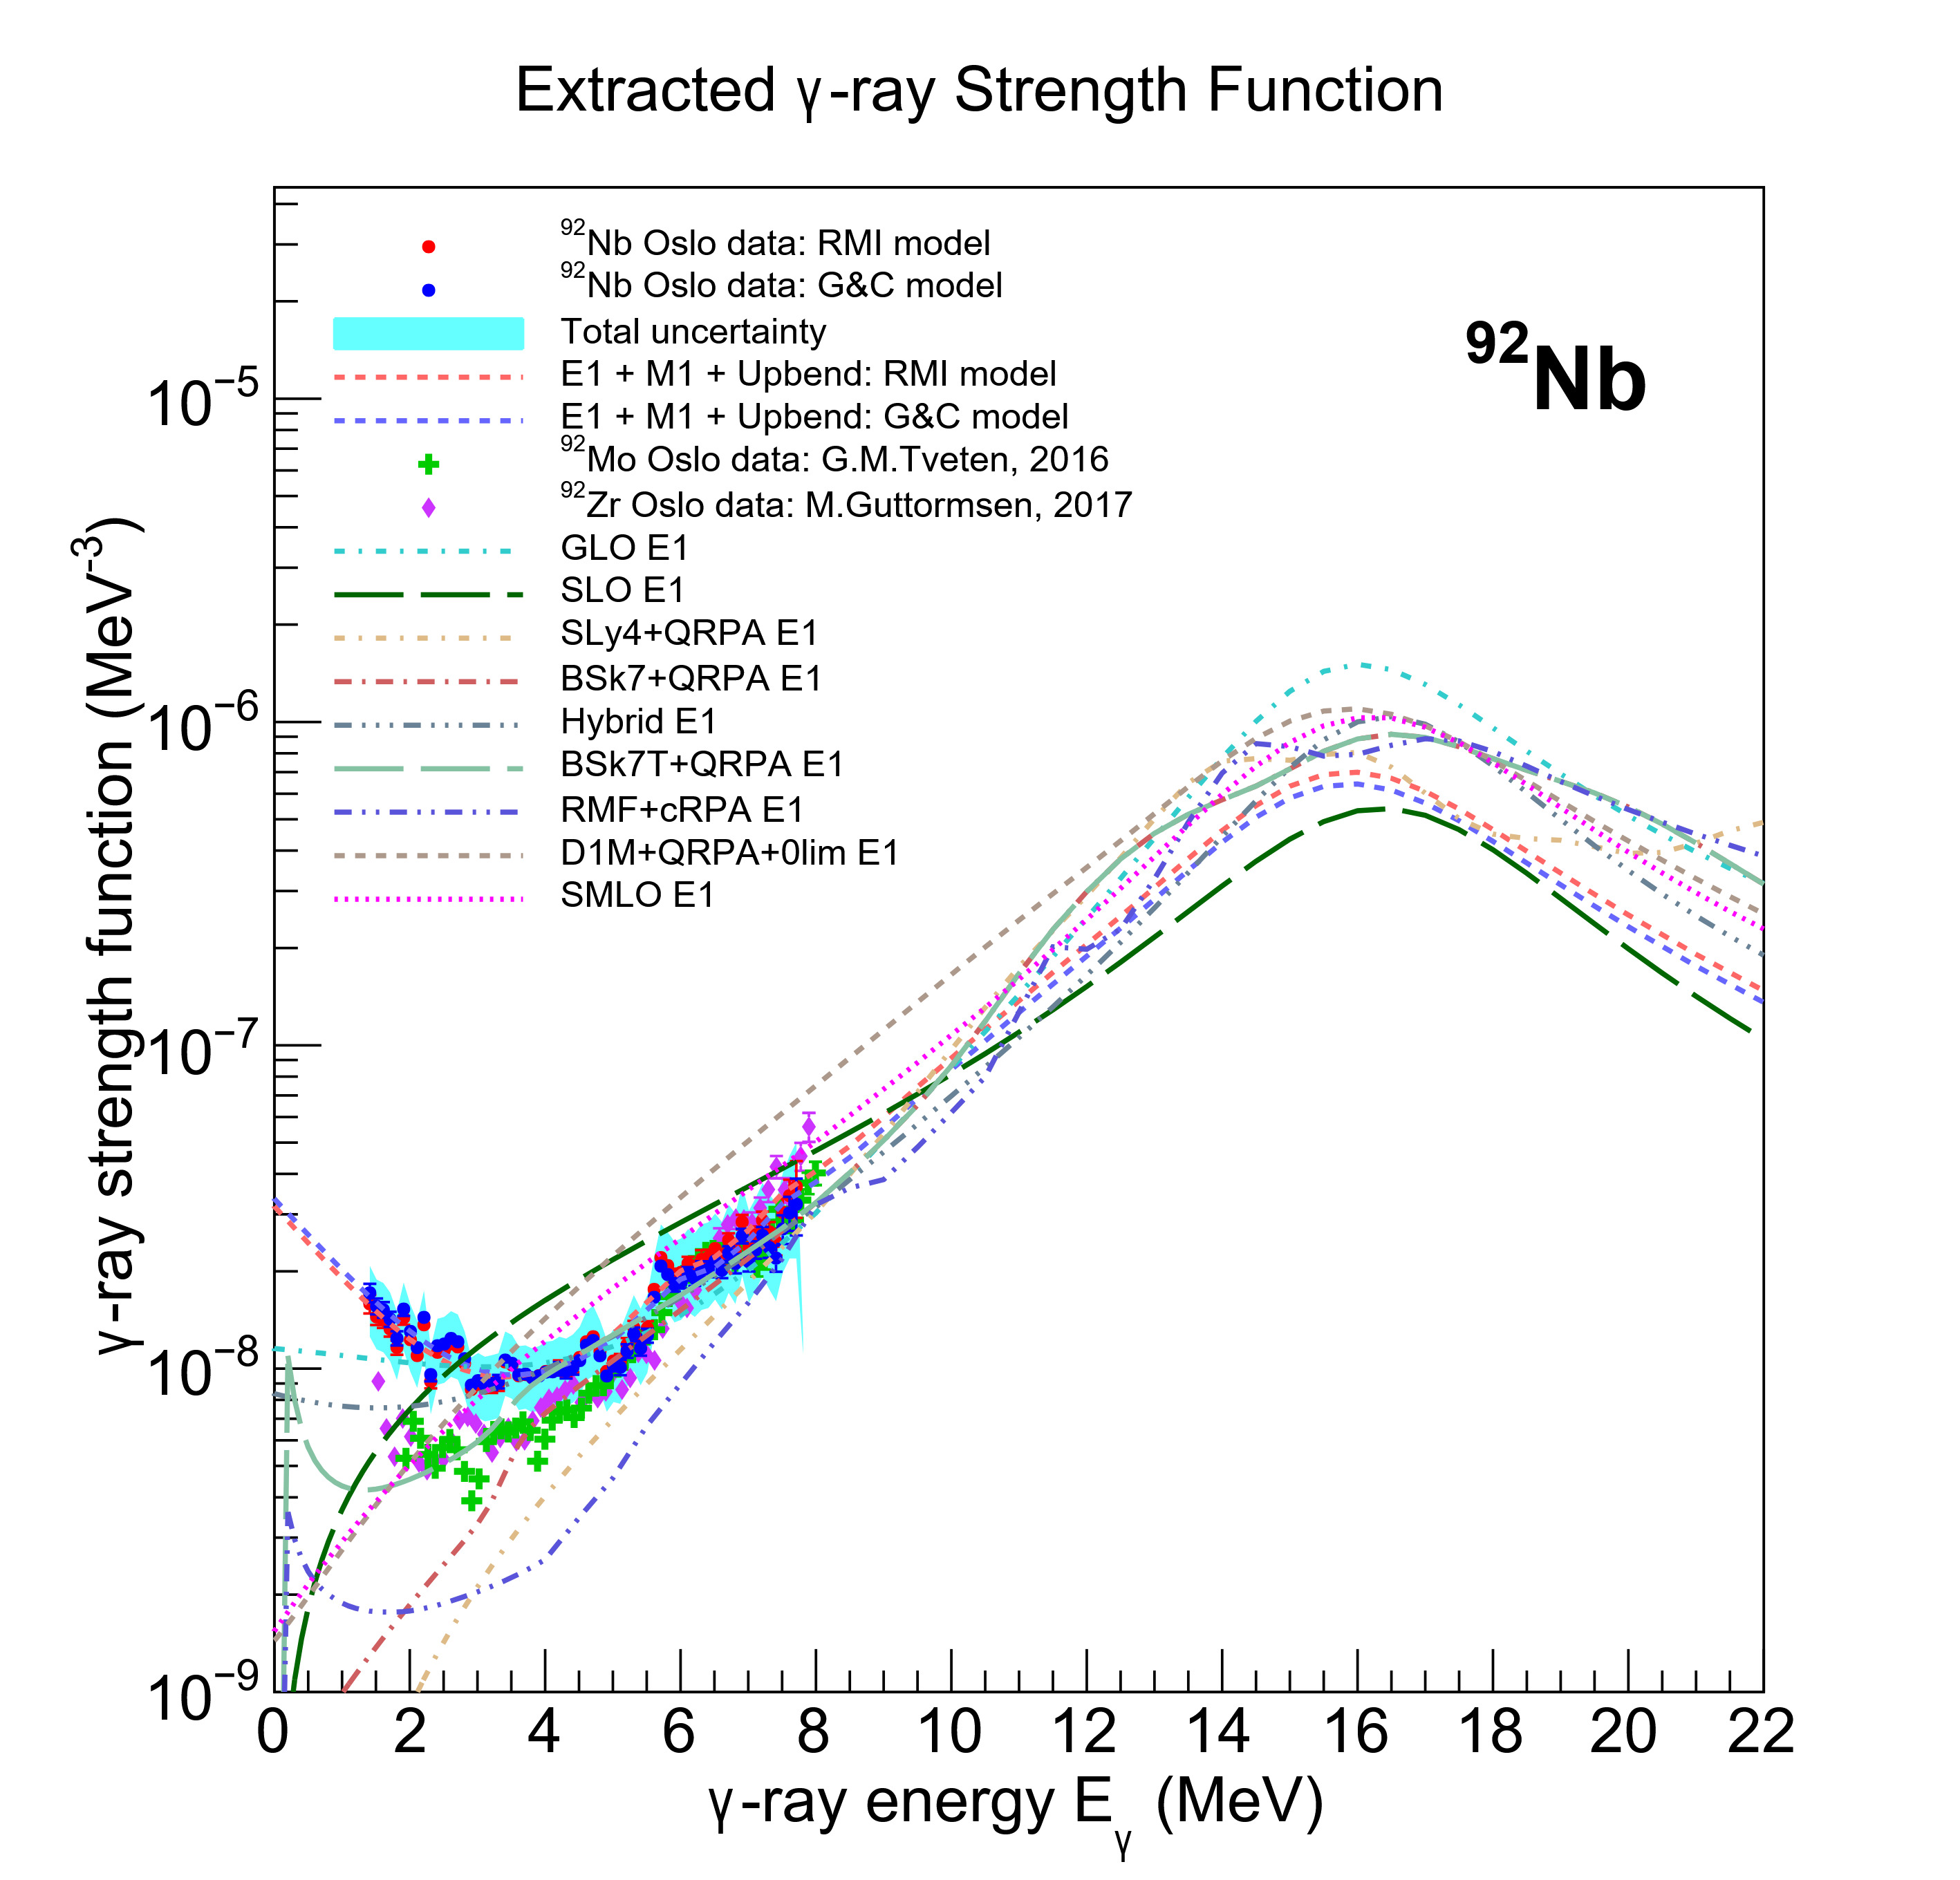 Extracted γ-ray Strength Function
⁹²Nb Oslo data: RMI model
⁹²Nb Oslo data: G&C model
Total uncertainty
E1 + M1 + Upbend: RMI model
E1 + M1 + Upbend: G&C model
⁹²Mo Oslo data: G.M.Tveten, 2016
⁹²Zr Oslo data: M.Guttormsen, 2017
GLO E1
SLO E1
SLy4+QRPA E1
BSk7+QRPA E1
Hybrid E1
BSk7T+QRPA E1
RMF+cRPA E1
D1M+QRPA+0lim E1
SMLO E1
⁹²Nb
γ-ray strength function (MeV⁻³)
10⁻⁵
10⁻⁶
10⁻⁷
10⁻⁸
10⁻⁹
0 2 4 6 8 10 12 14 16 18 20 22
γ-ray energy Eᵧ (MeV)